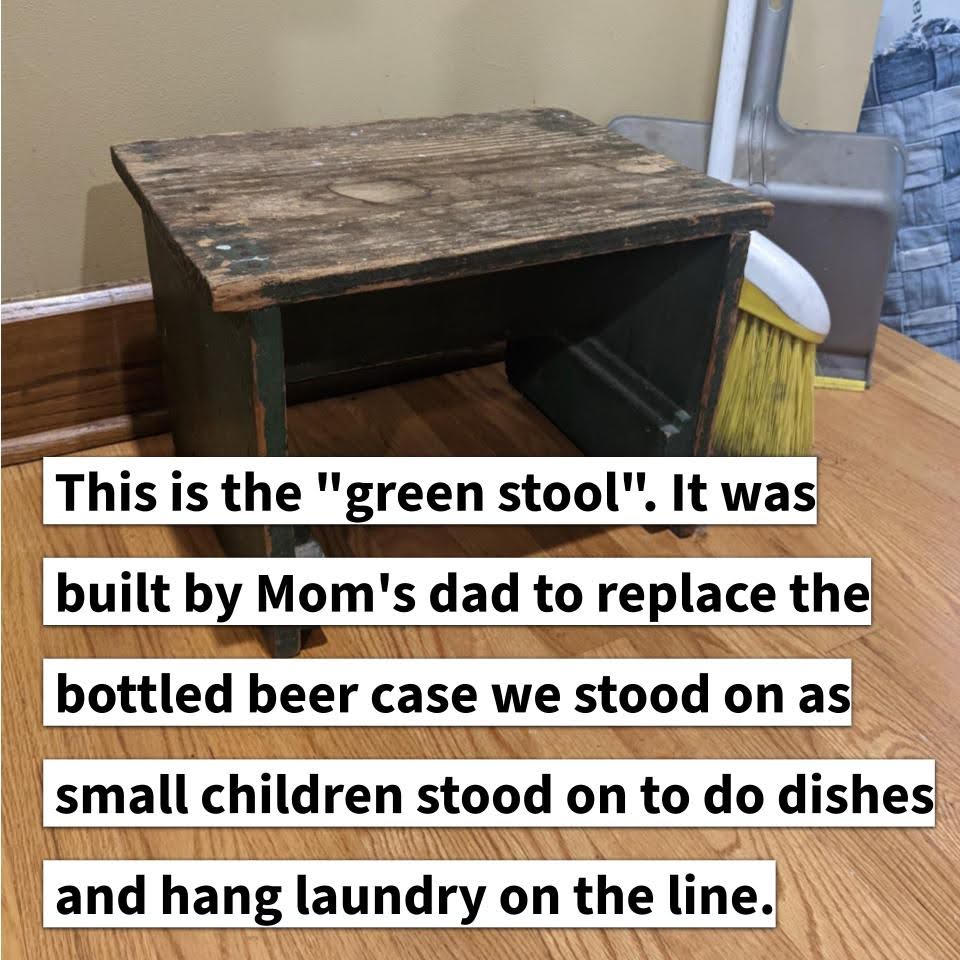 This is the "green stool". It was
built by Mom's dad to replace the
bottled beer case we stood on as
small children stood on to do dishes
and hang laundry on the line.